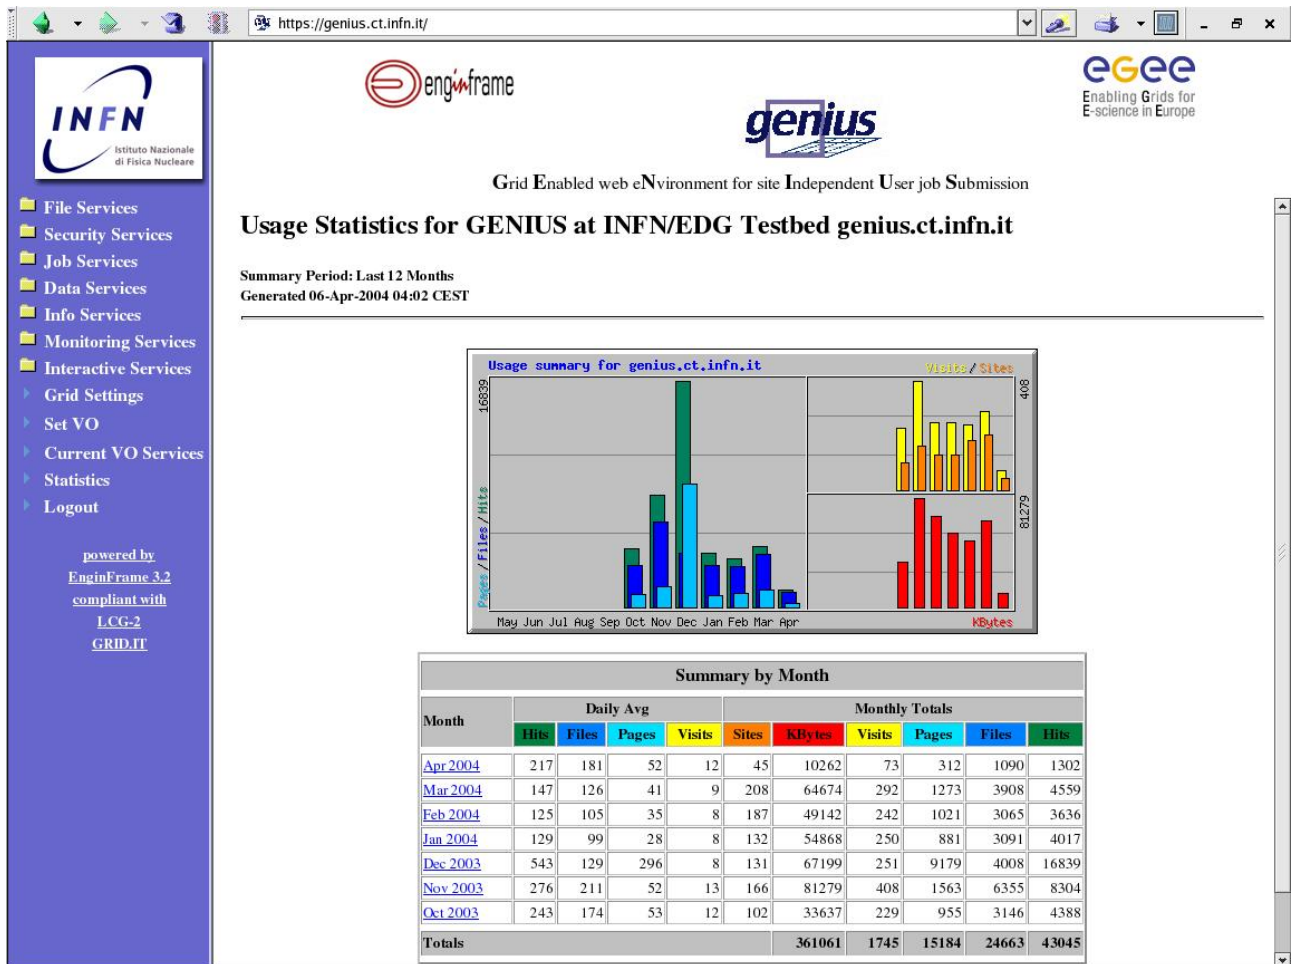 https://genius.ct.infn.it/
INFN
Istituto Nazionale
di Fisica Nucleare
enginframe
genius
egee
Enabling Grids for
E-science in Europe
Grid Enabled web eNvironment for site Independent User job Submission
File Services
Security Services
Job Services
Data Services
Info Services
Monitoring Services
Interactive Services
Grid Settings
Set VO
Current VO Services
Statistics
Logout
powered by
EnginFrame 3.2
compliant with
LCG-2
GRID.IT
Usage Statistics for GENIUS at INFN/EDG Testbed genius.ct.infn.it
Summary Period: Last 12 Months
Generated 06-Apr-2004 04:02 CEST
Usage summary for genius.ct.infn.it
Visits / Sites
16839
408
Pages / Files / Hits
81279
May Jun Jul Aug Sep Oct Nov Dec Jan Feb Mar Apr
KBytes
Summary by Month
Month Daily Avg Monthly Totals
Hits Files Pages Visits Sites KBytes Visits Pages Files Hits
Apr 2004 217 181 52 12 45 10262 73 312 1090 1302
Mar 2004 147 126 41 9 208 64674 292 1273 3908 4559
Feb 2004 125 105 35 8 187 49142 242 1021 3065 3636
Jan 2004 129 99 28 8 132 54868 250 881 3091 4017
Dec 2003 543 129 296 8 131 67199 251 9179 4008 16839
Nov 2003 276 211 52 13 166 81279 408 1563 6355 8304
Oct 2003 243 174 53 12 102 33637 229 955 3146 4388
Totals 361061 1745 15184 24663 43045